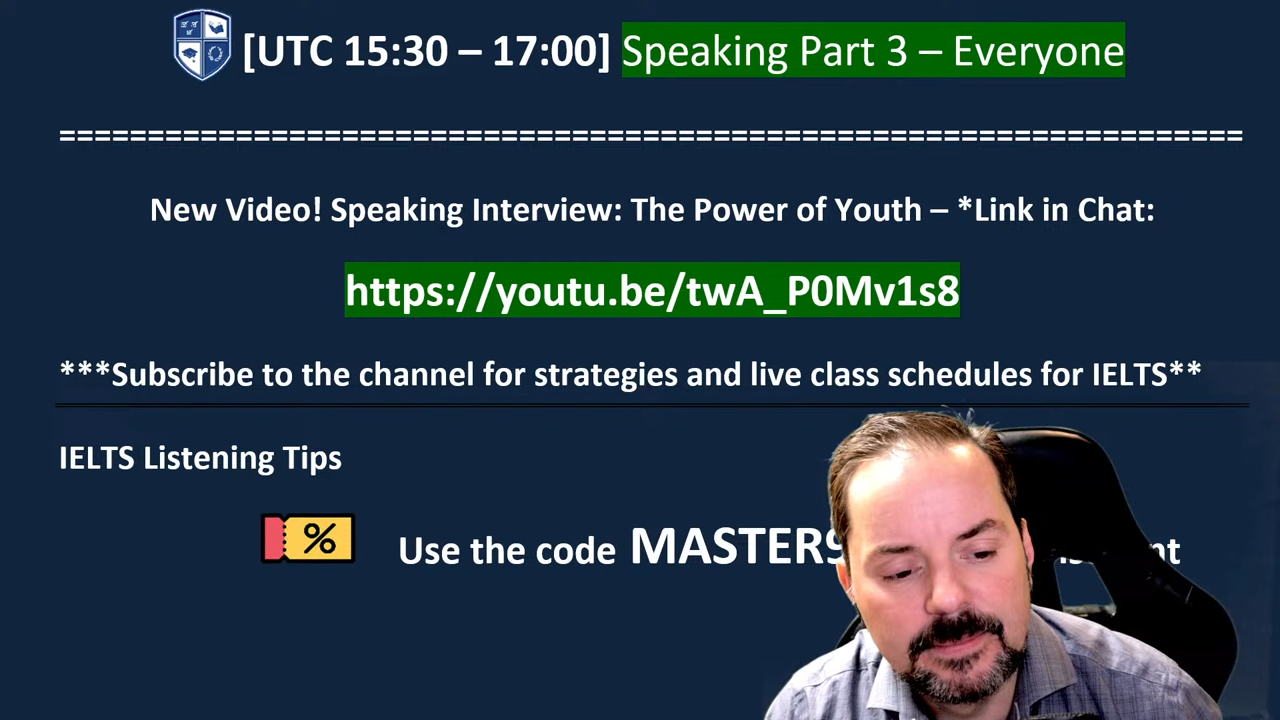 [UTC 15:30 – 17:00] Speaking Part 3 – Everyone
===================================================================
New Video! Speaking Interview: The Power of Youth – *Link in Chat:
https://youtu.be/twA_P0Mv1s8
***Subscribe to the channel for strategies and live class schedules for IELTS**
IELTS Listening Tips
% Use the code MASTER